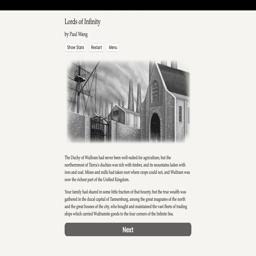 Lords of Infinity
by Paul Wang
Show Stats Restart Menu
The Duchy of Wulfram had never been well-suited for agriculture, but the
northernmost of Tierra's duchies was rich with timber, and its mountains laden with
iron and coal. Mines and mills had taken root where crops could not, and Wulfram was
now the richest part of the Unified Kingdom.
Your family had shared in some little fraction of that bounty, but the true wealth was
gathered in the ducal capital of Tannersburg, among the great magnates of the north
and the great houses of the city, who bought and maintained the vast fleets of trading
ships which carried Wulframite goods to the four corners of the Infinite Sea.
Next